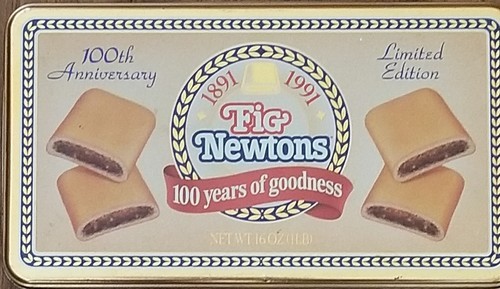 100th
Anniversary
Limited
Edition
1891 1991
Fig
Newtons
100 years of goodness
NET WT 16 OZ (1 LB)